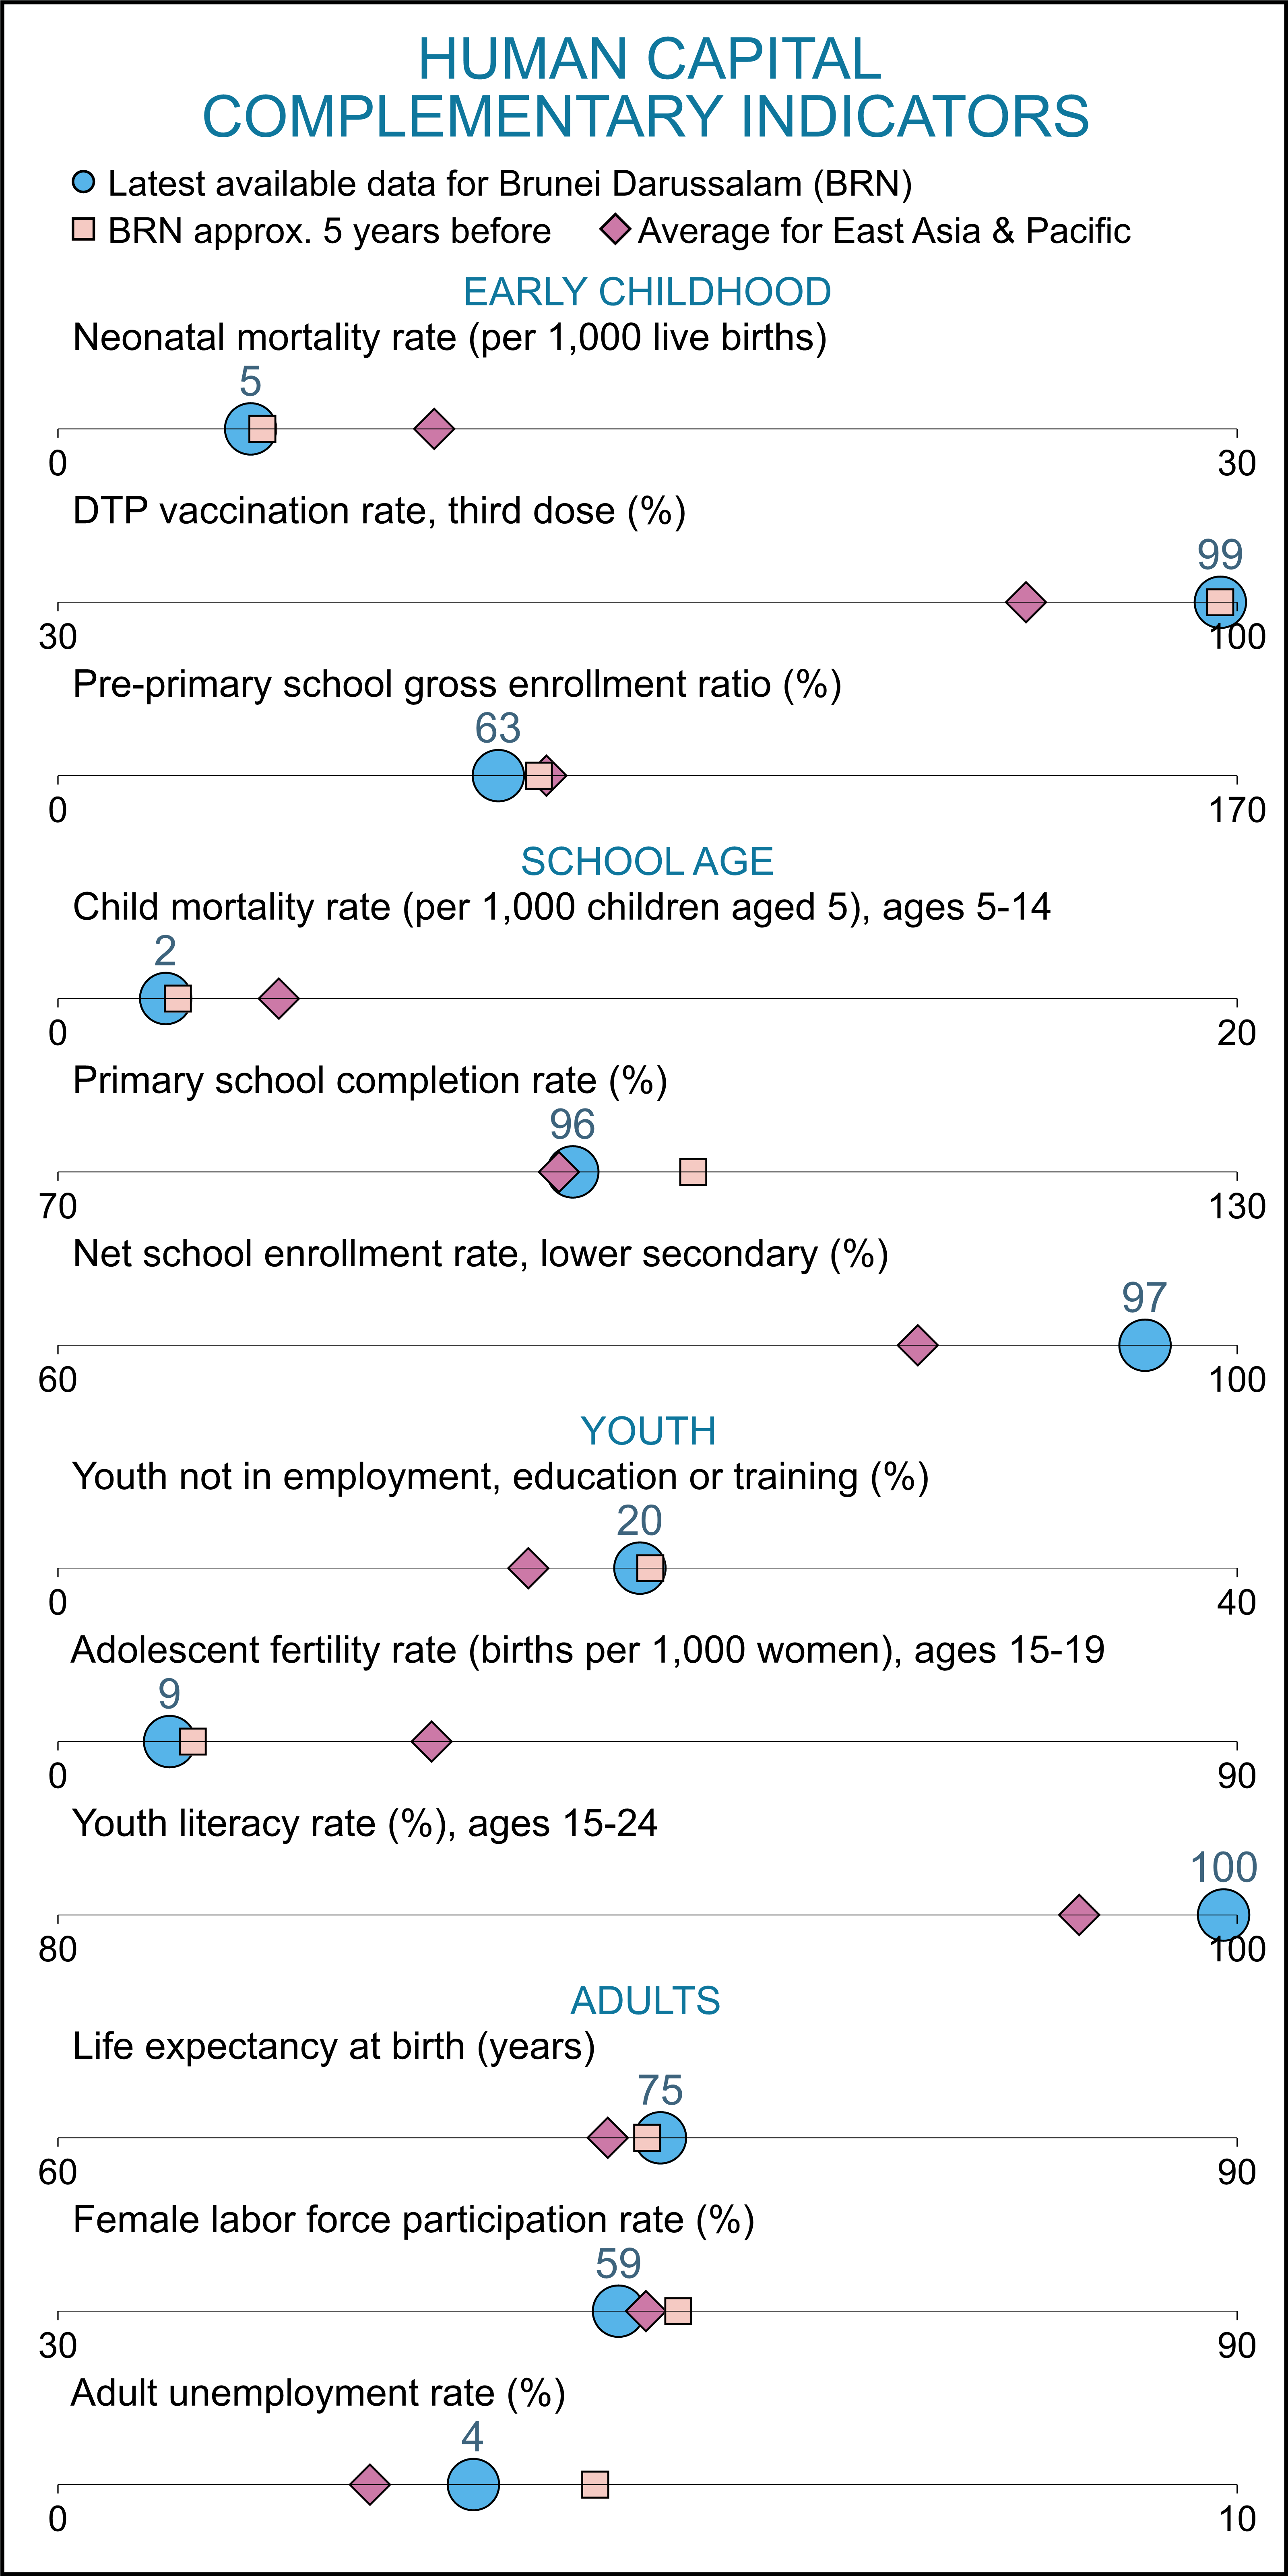 HUMAN CAPITAL
COMPLEMENTARY INDICATORS
Latest available data for Brunei Darussalam (BRN)
BRN approx. 5 years before
Average for East Asia & Pacific
EARLY CHILDHOOD
Neonatal mortality rate (per 1,000 live births)
5
0
30
DTP vaccination rate, third dose (%)
99
30
100
Pre-primary school gross enrollment ratio (%)
63
0
170
SCHOOL AGE
Child mortality rate (per 1,000 children aged 5), ages 5-14
2
0
20
Primary school completion rate (%)
96
70
130
Net school enrollment rate, lower secondary (%)
97
60
100
YOUTH
Youth not in employment, education or training (%)
20
0
40
Adolescent fertility rate (births per 1,000 women), ages 15-19
9
0
90
Youth literacy rate (%), ages 15-24
100
80
100
ADULTS
Life expectancy at birth (years)
75
60
90
Female labor force participation rate (%)
59
30
90
Adult unemployment rate (%)
4
0
10